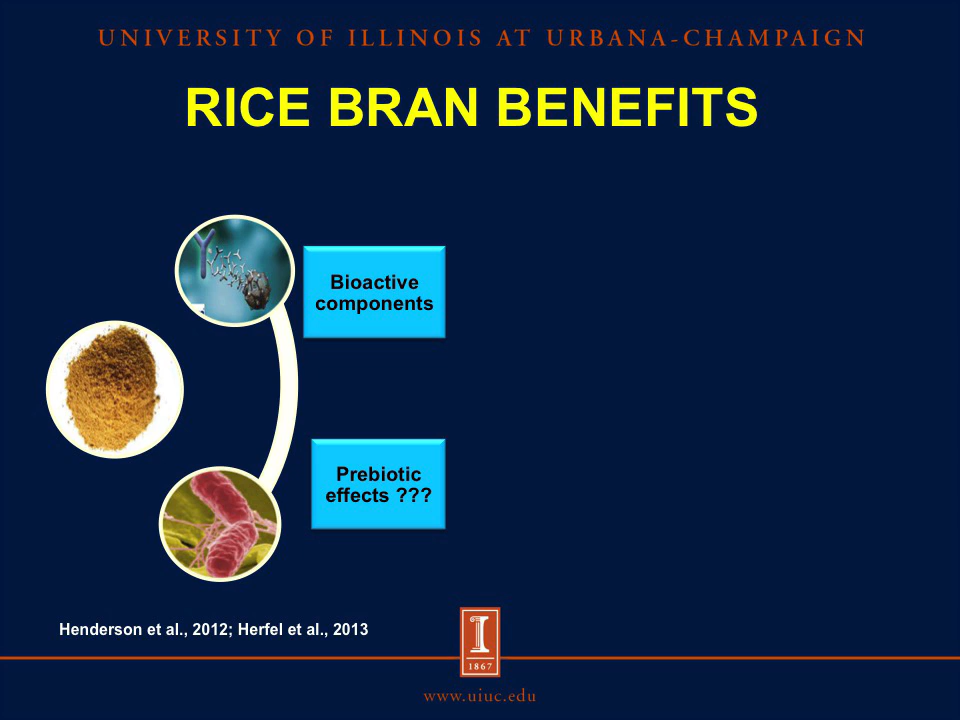 UNIVERSITY OF ILLINOIS AT URBANA-CHAMPAIGN
RICE BRAN BENEFITS
Bioactive
components
Prebiotic
effects ???
Henderson et al., 2012; Herfel et al., 2013
I
1867
www.uiuc.edu